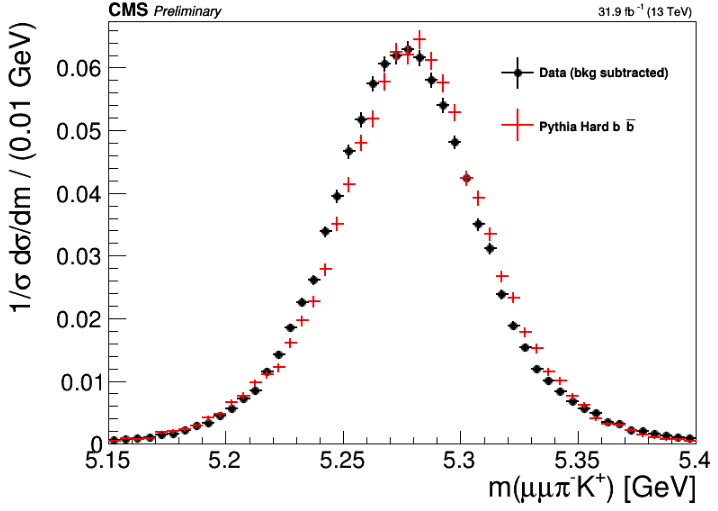 CMS Preliminary
31.9 fb⁻¹ (13 TeV)
1/σ dσ/dm / (0.01 GeV)
0.06
0.05
0.04
0.03
0.02
0.01
0
Data (bkg subtracted)
Pythia Hard b b̅
5.15 5.2 5.25 5.3 5.35 5.4
m(μμπ⁻K⁺) [GeV]